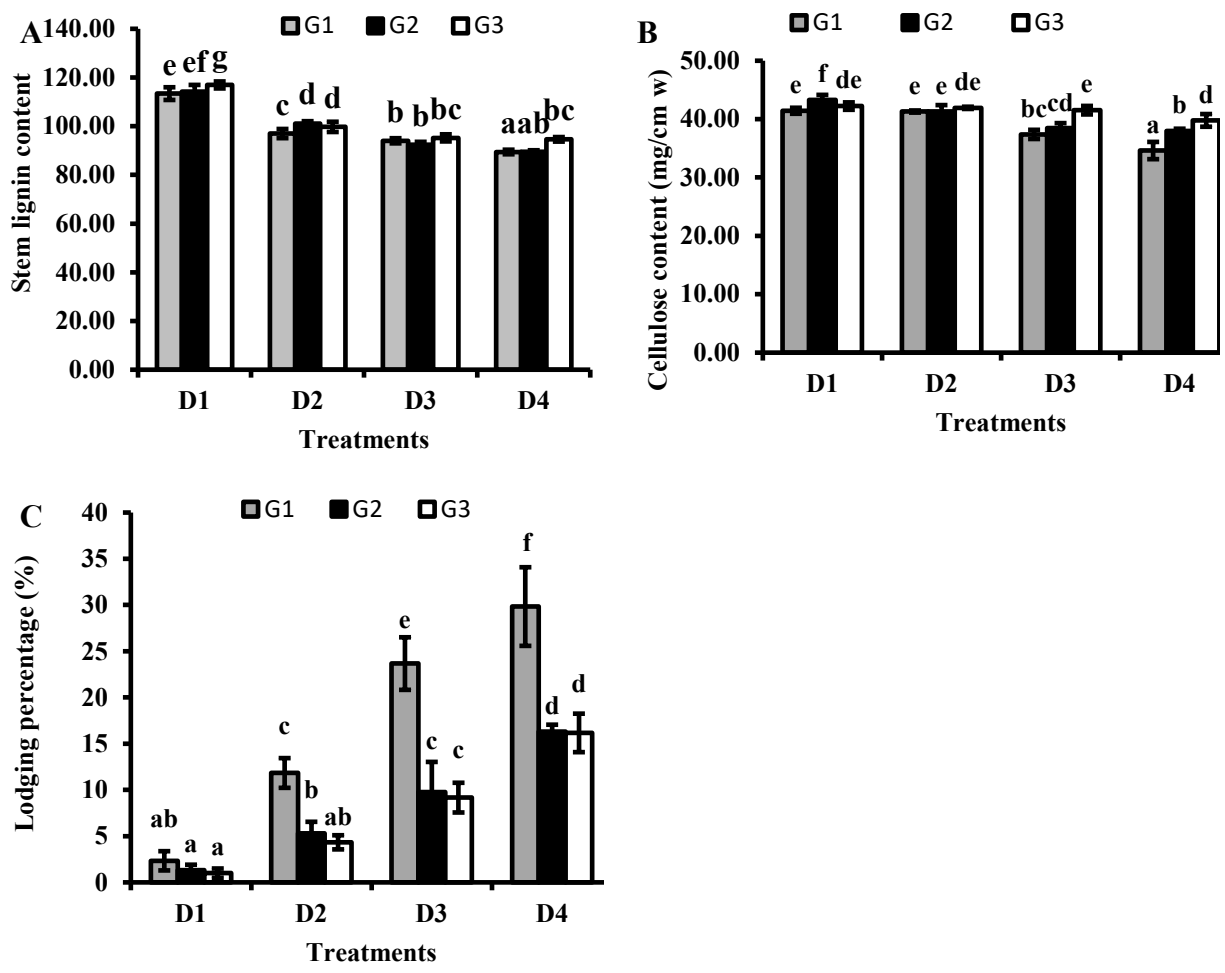 A
G1 G2 G3
140.00
120.00
100.00
80.00
60.00
40.00
20.00
0.00
Stem lignin content
e ef g
c d d
b b bc
a ab bc
D1 D2 D3 D4
Treatments
B
G1 G2 G3
50.00
40.00
30.00
20.00
10.00
0.00
Cellulose content (mg/cm w)
e f de
e e de
bc cd e
a b d
D1 D2 D3 D4
Treatments
C
G1 G2 G3
40
35
30
25
20
15
10
5
0
Lodging percentage (%)
ab a a
c b ab
e c c
f d d
D1 D2 D3 D4
Treatments